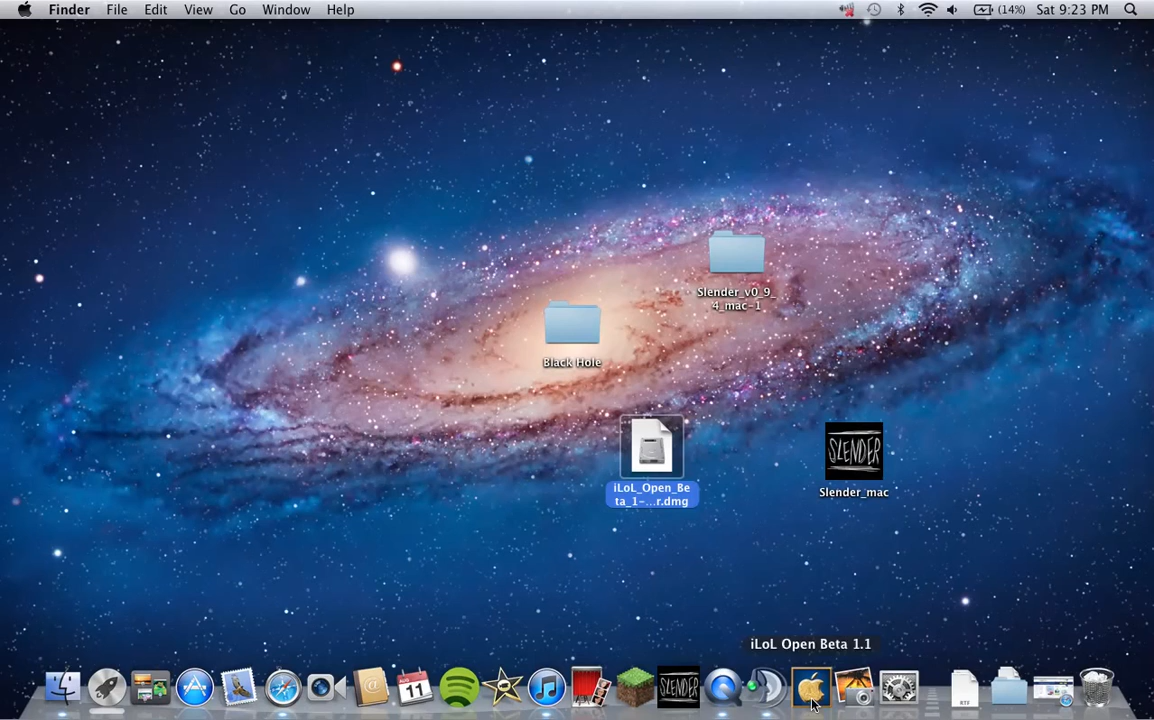 Finder File Edit View Go Window Help (14%) Sat 9:23 PM
Slender_v0_9_
4_mac-1
Black Hole
SLENDER
iLoL_Open_Be
ta_1-...r.dmg
Slender_mac
iLoL Open Beta 1.1
11
SLENDER
RTF